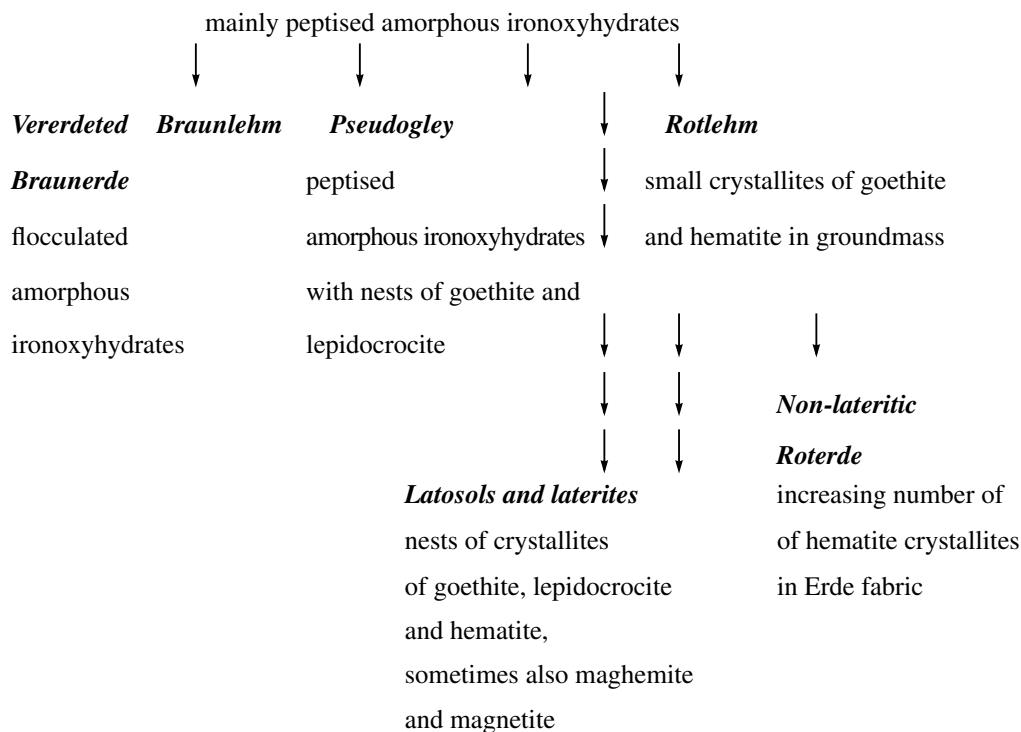 mainly peptised amorphous ironoxyhydrates
Vererdeted Braunlehm Pseudogley Rotlehm
Braunerde peptised small crystallites of goethite
flocculated amorphous ironoxyhydrates and hematite in groundmass
amorphous with nests of goethite and
ironoxyhydrates lepidocrocite
Non-lateritic
Roterde
Latosols and laterites increasing number of
nests of crystallites of hematite crystallites
of goethite, lepidocrocite in Erde fabric
and hematite,
sometimes also maghemite
and magnetite